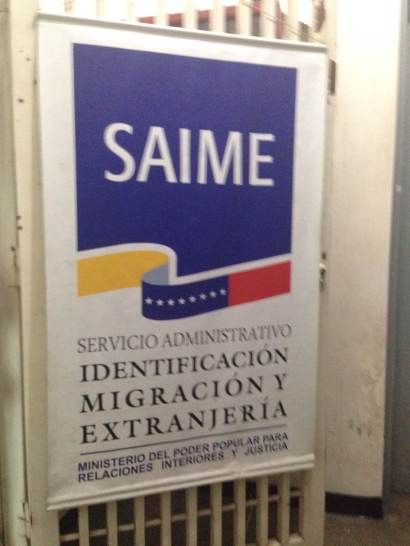 SAIME
SERVICIO ADMINISTRATIVO
IDENTIFICACIÓN
MIGRACIÓN Y
EXTRANJERÍA
MINISTERIO DEL PODER POPULAR PARA
RELACIONES INTERIORES Y JUSTICIA